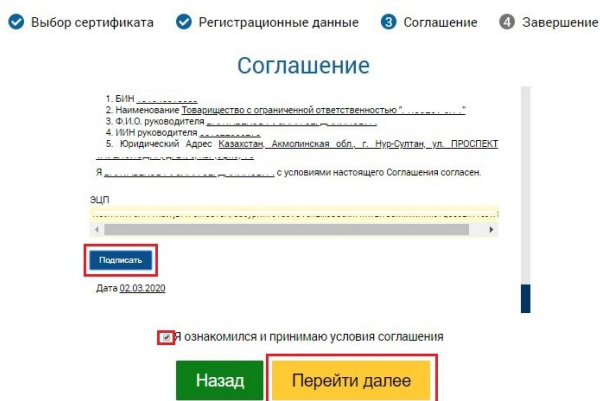 Выбор сертификата Регистрационные данные 3 Соглашение 4 Завершение
Соглашение
1. БИН
2. Наименование Товарищество с ограниченной ответственностью "
3. Ф.И.О. руководителя
4. ИИН руководителя
5. Юридический Адрес Казахстан, Акмолинская обл., г. Нур-Султан, ул. ПРОСПЕКТ
Я с условиями настоящего Соглашения согласен.
ЭЦП
Подписать
Дата 02.03.2020
Я ознакомился и принимаю условия соглашения
Назад Перейти далее